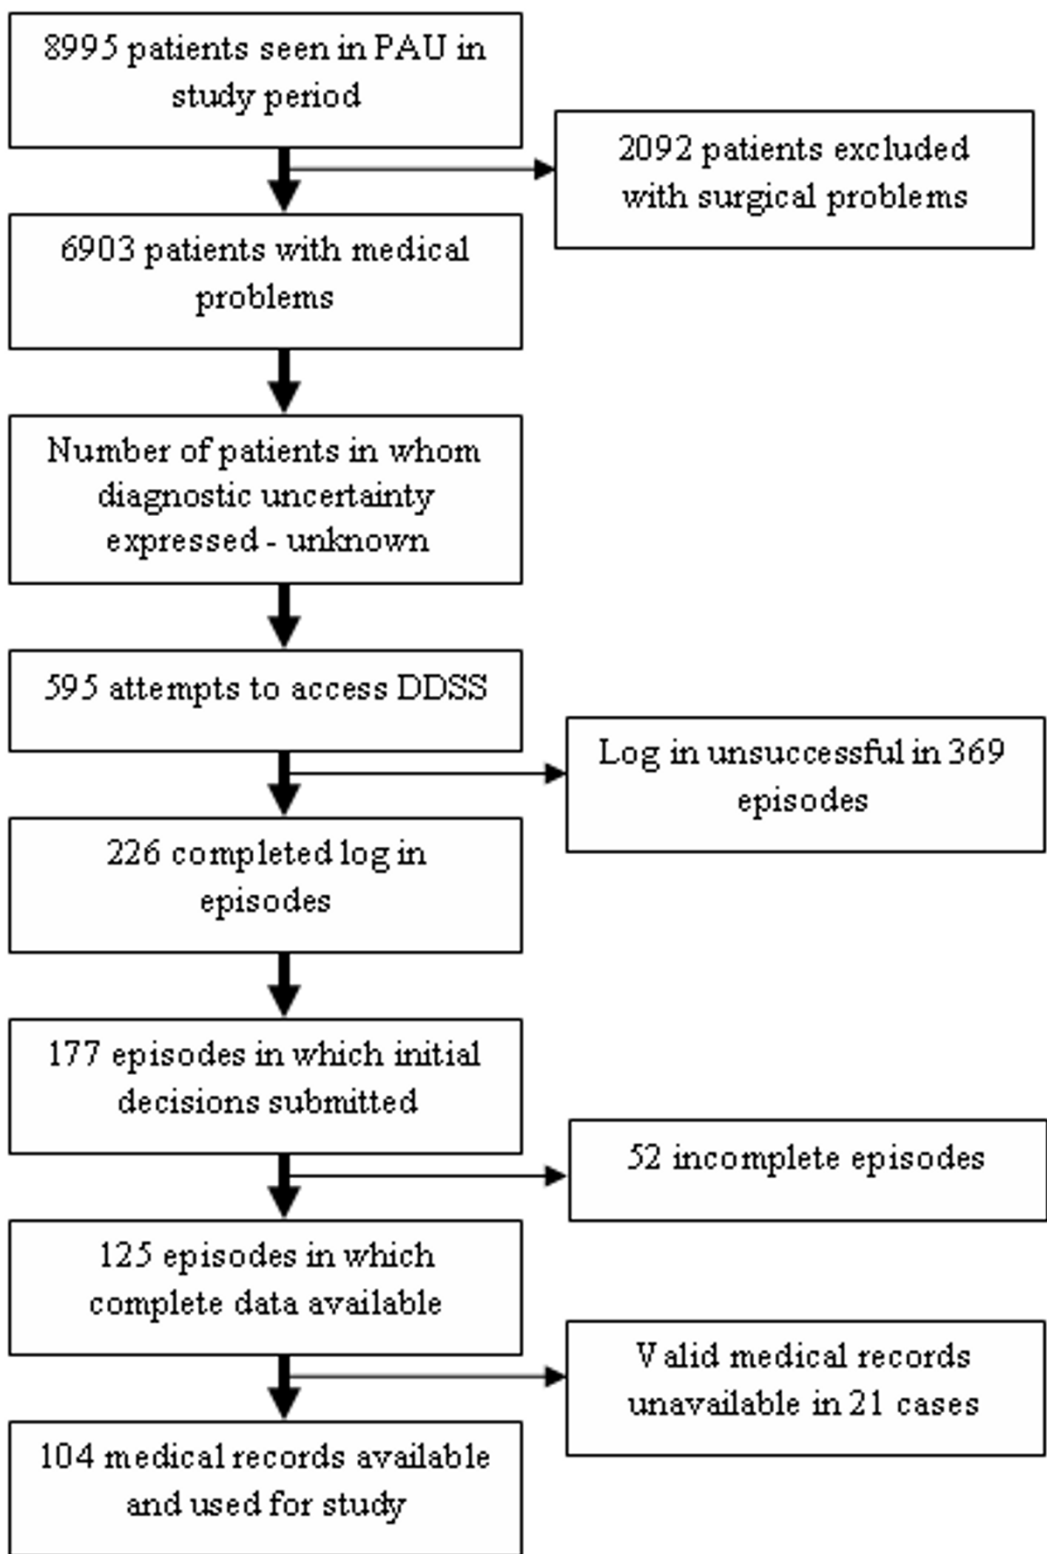 8995 patients seen in PAU in
study period
2092 patients excluded
with surgical problems
6903 patients with medical
problems
Number of patients in whom
diagnostic uncertainty
expressed - unknown
595 attempts to access DDSS
Log in unsuccessful in 369
episodes
226 completed log in
episodes
177 episodes in which initial
decisions submitted
52 incomplete episodes
125 episodes in which
complete data available
Valid medical records
unavailable in 21 cases
104 medical records available
and used for study